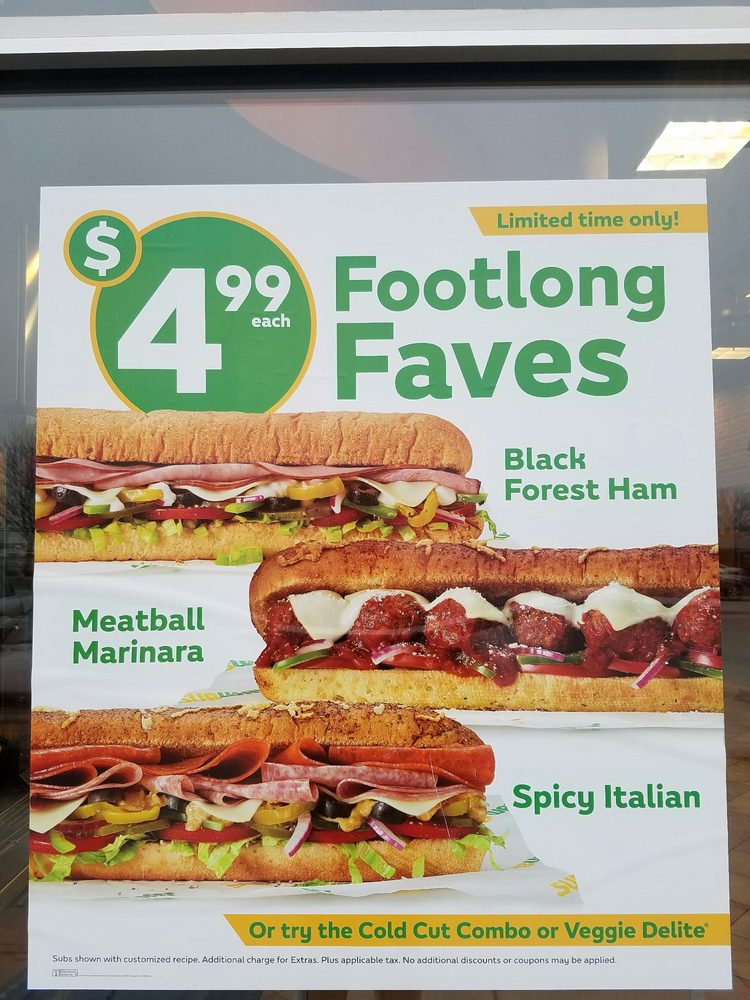 Limited time only!
$4.99
each
Footlong
Faves
Black
Forest Ham
Meatball
Marinara
Spicy Italian
Or try the Cold Cut Combo or Veggie Delite®
Subs shown with customized recipe. Additional charge for Extras. Plus applicable tax. No additional discounts or coupons may be applied.